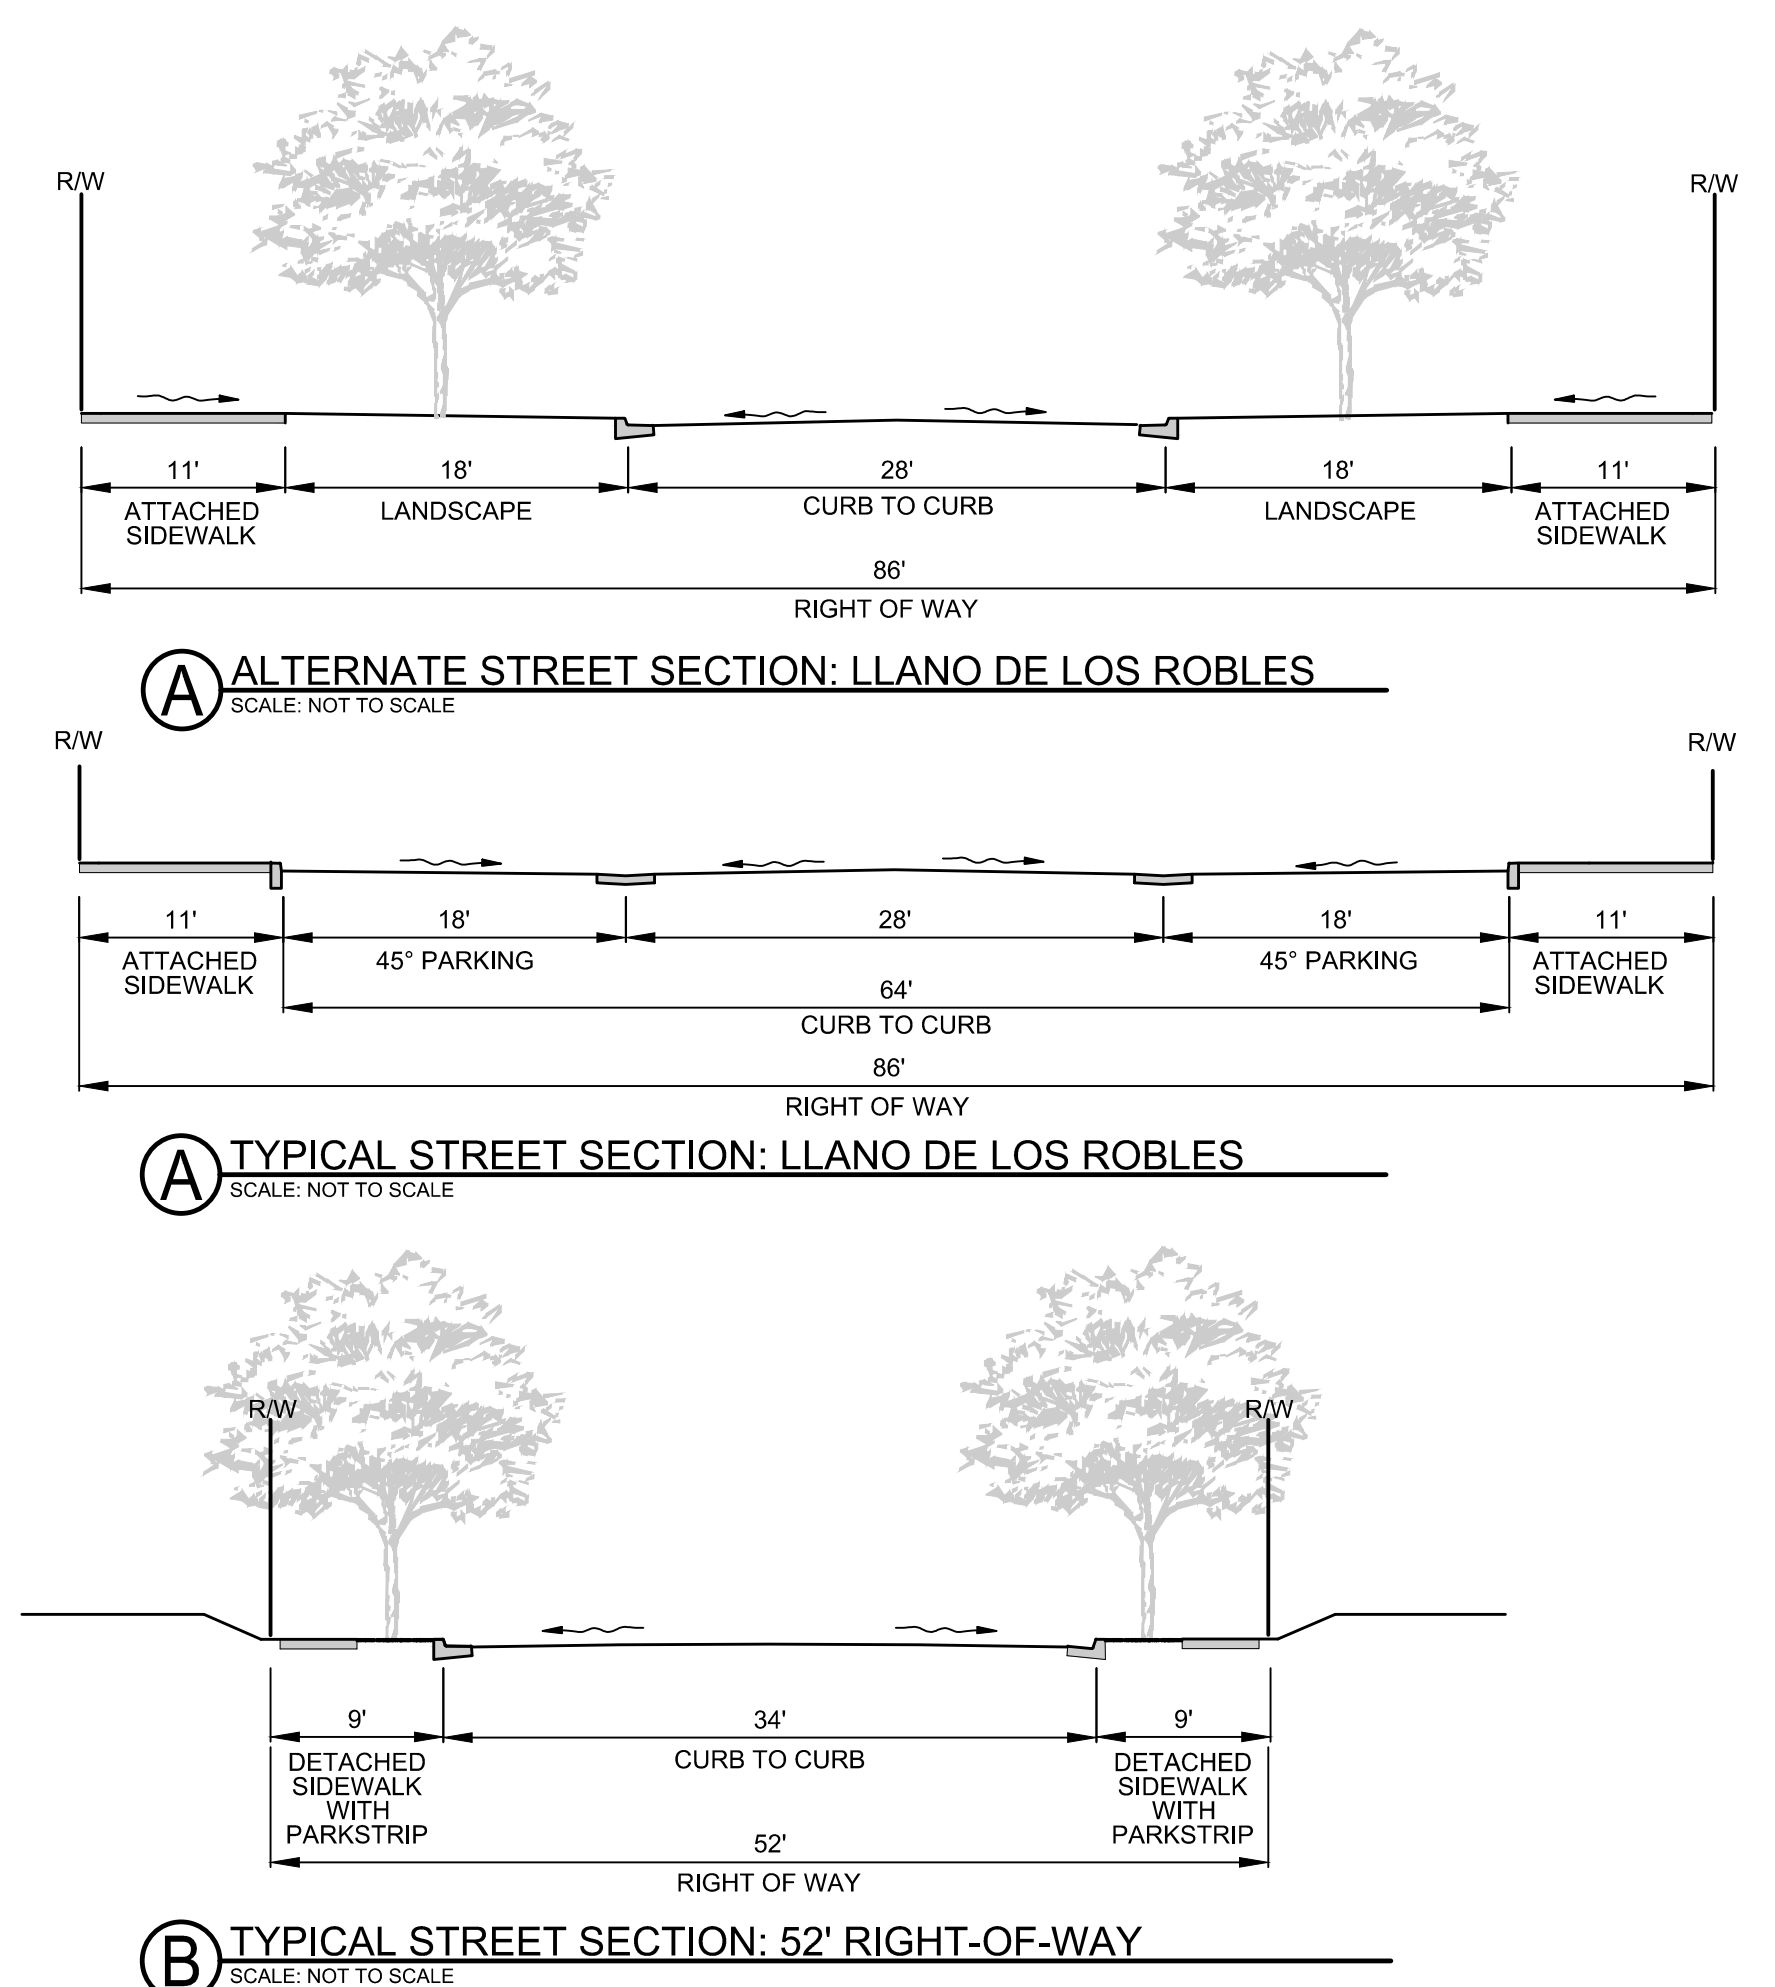 R/W
R/W
11'
18'
28'
18'
11'
ATTACHED
SIDEWALK
LANDSCAPE
CURB TO CURB
LANDSCAPE
ATTACHED
SIDEWALK
86'
RIGHT OF WAY
A
ALTERNATE STREET SECTION: LLANO DE LOS ROBLES
SCALE: NOT TO SCALE
R/W
R/W
11'
18'
28'
18'
11'
ATTACHED
SIDEWALK
45° PARKING
45° PARKING
ATTACHED
SIDEWALK
64'
CURB TO CURB
86'
RIGHT OF WAY
A
TYPICAL STREET SECTION: LLANO DE LOS ROBLES
SCALE: NOT TO SCALE
R/W
R/W
9'
34'
9'
DETACHED
SIDEWALK
WITH
PARKSTRIP
CURB TO CURB
DETACHED
SIDEWALK
WITH
PARKSTRIP
52'
RIGHT OF WAY
B
TYPICAL STREET SECTION: 52' RIGHT-OF-WAY
SCALE: NOT TO SCALE